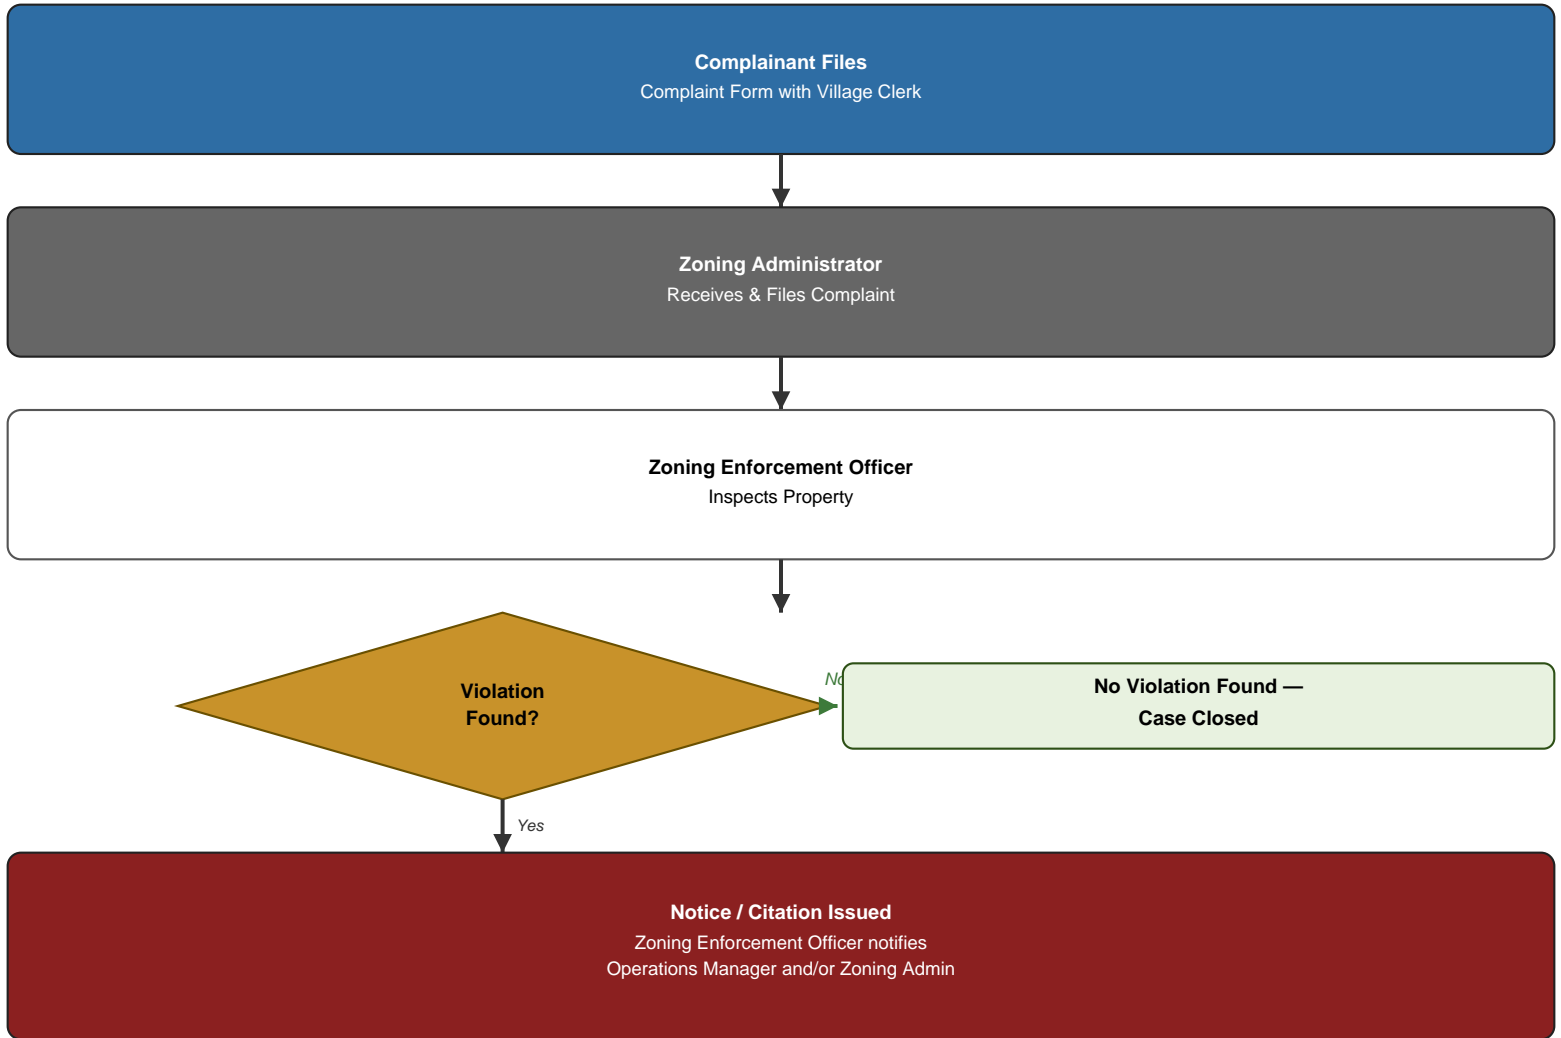 Complainant Files
Complaint Form with Village Clerk
Zoning Administrator
Receives & Files Complaint
Zoning Enforcement Officer
Inspects Property
Violation
Found?
No
No Violation Found —
Case Closed
Yes
Notice / Citation Issued
Zoning Enforcement Officer notifies
Operations Manager and/or Zoning Admin